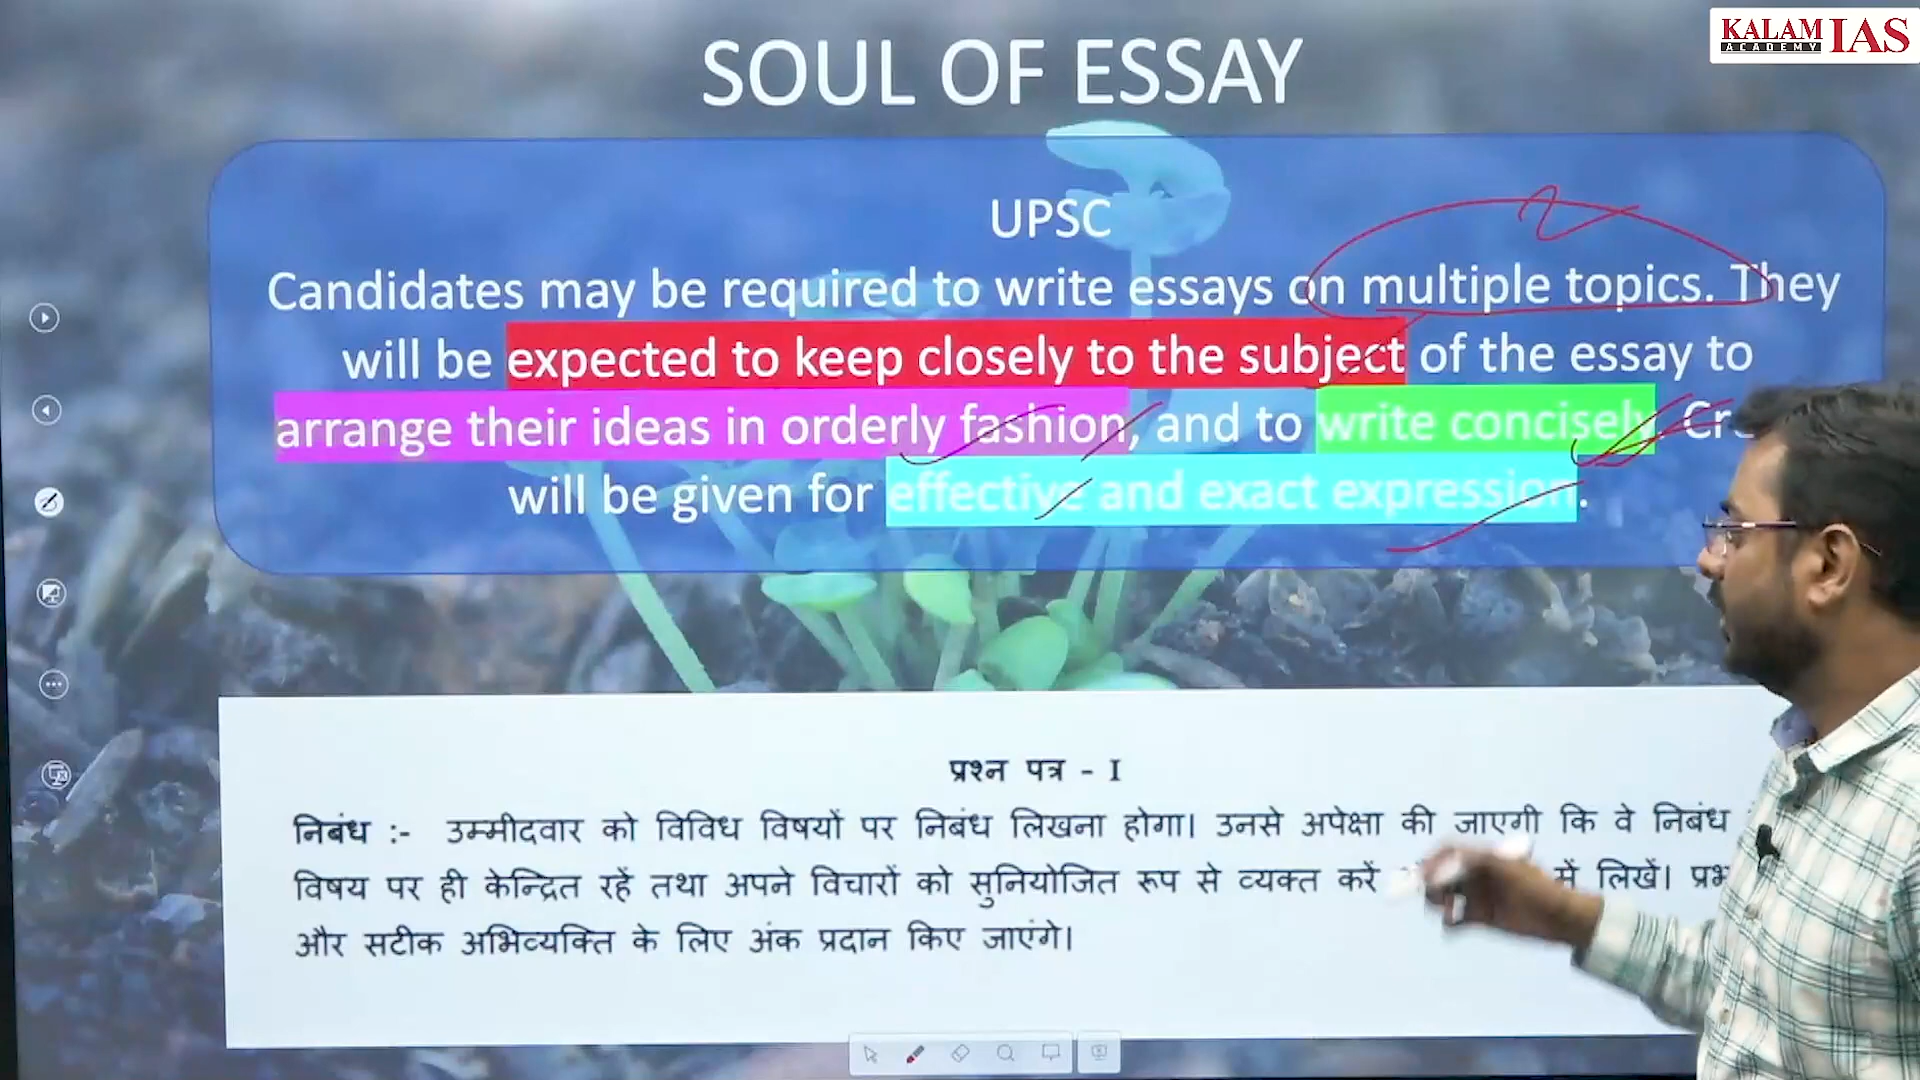 KALAM IAS
ACADEMY
SOUL OF ESSAY
UPSC
Candidates may be required to write essays on multiple topics. They
will be expected to keep closely to the subject of the essay to
arrange their ideas in orderly fashion, and to write concisely.
will be given for effective and exact expression.
प्रश्न पत्र - I
निबंध :- उम्मीदवार को विविध विषयों पर निबंध लिखना होगा। उनसे अपेक्षा की जाएगी कि वे निबंध
विषय पर ही केन्द्रित रहें तथा अपने विचारों को सुनियोजित रूप से व्यक्त करें में लिखें।
और सटीक अभिव्यक्ति के लिए अंक प्रदान किए जाएंगे।